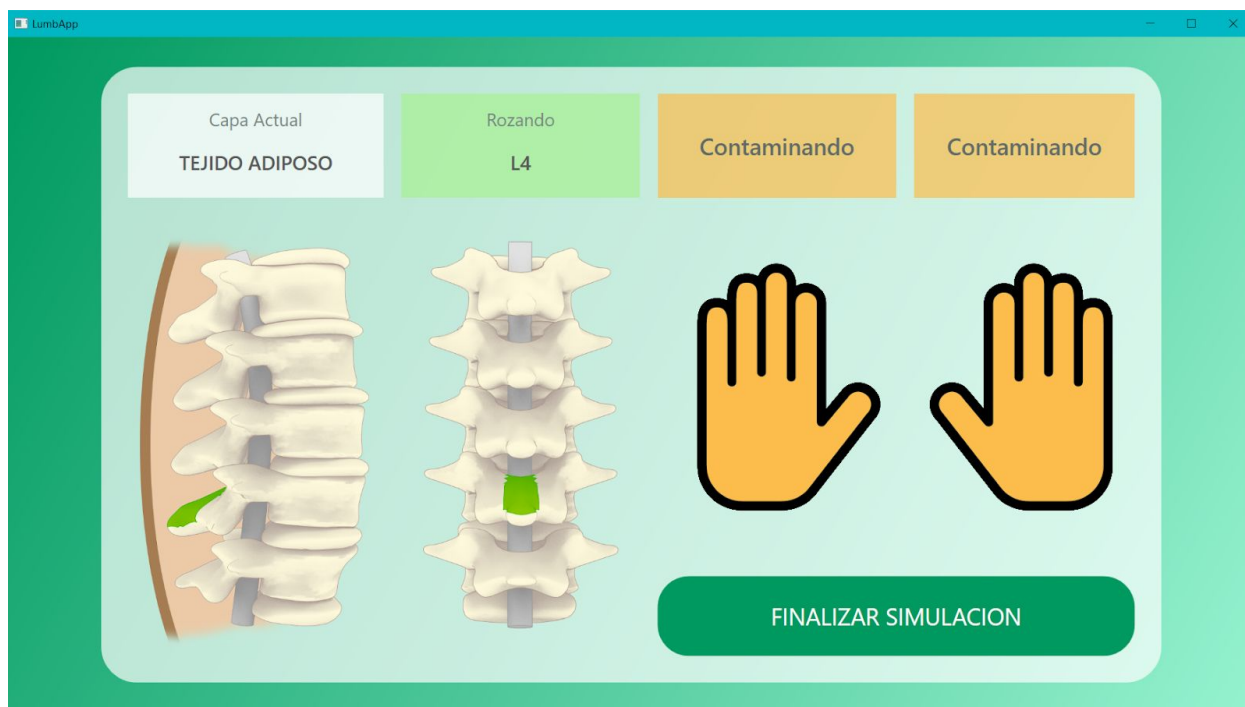 LumbApp
Capa Actual
TEJIDO ADIPOSO
Rozando
L4
Contaminando
Contaminando
FINALIZAR SIMULACION